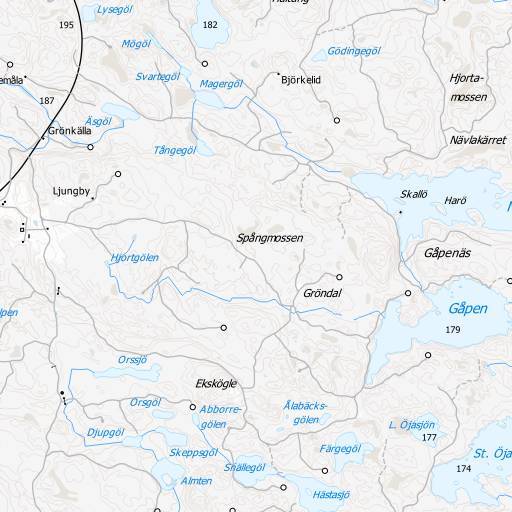 Lysegöl
195
182
Mögöl
Gödingegöl
Svartegöl
Magergöl
Björkelid
Hjorta-
mossen
187
Äsgöl
Grönkälla
Nävlakärret
Tångegöl
Ljungby
Skallö
Harö
Spångmossen
Hjortgölen
Gåpenäs
Gröndal
Gåpen
179
Orssjö
Ekskögle
Orsgöl
Abborre-
gölen
Ålabäcks-
gölen
L. Öjasjön
177
Djupgöl
Skeppsgöl
Färgegöl
Snällegöl
St. Öja
174
Almten
Hästasjö